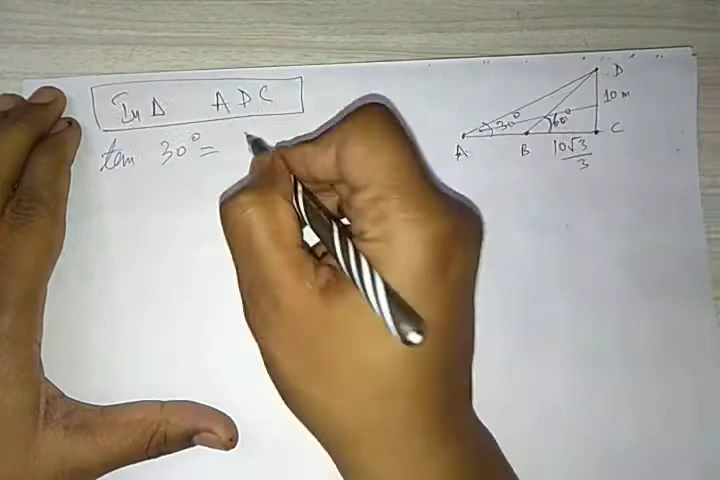 In Δ ADC
tan 30° =
D
10 m
30°
60°
A
B
C
10√3/3